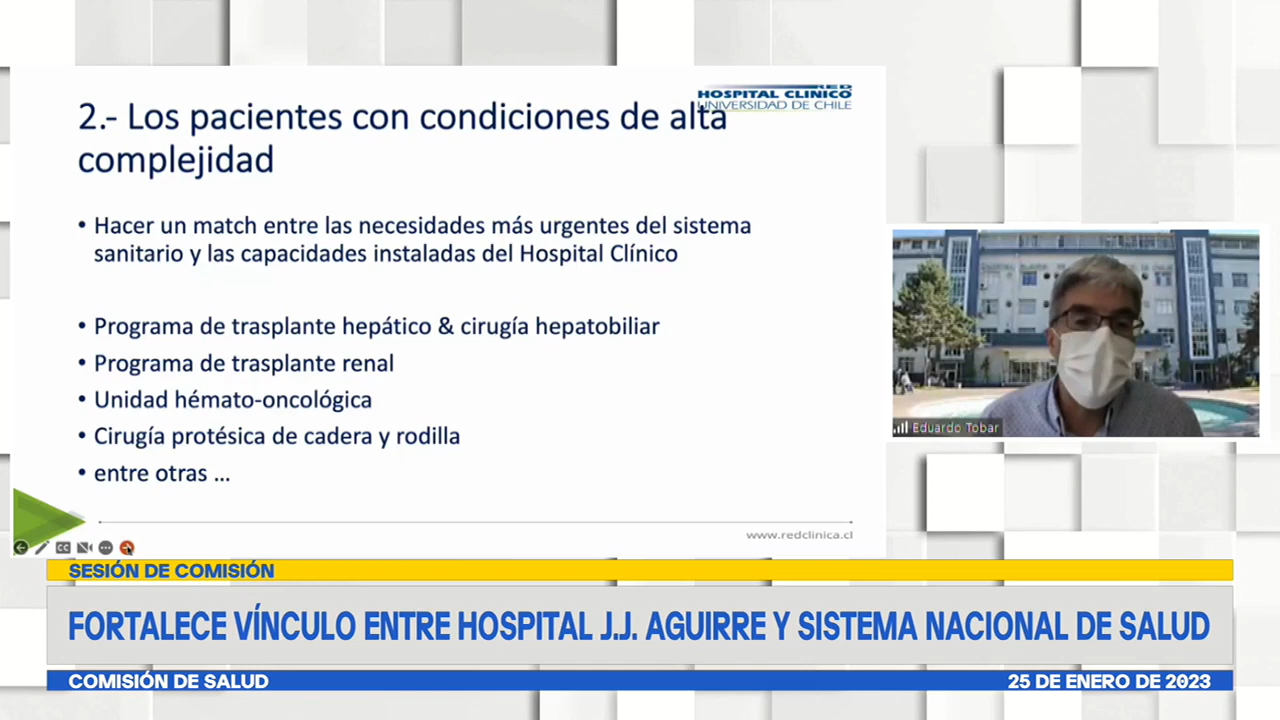 RED
HOSPITAL CLÍNICO
UNIVERSIDAD DE CHILE
2.- Los pacientes con condiciones de alta
complejidad
• Hacer un match entre las necesidades más urgentes del sistema
sanitario y las capacidades instaladas del Hospital Clínico
• Programa de trasplante hepático & cirugía hepatobiliar
• Programa de trasplante renal
• Unidad hémato-oncológica
• Cirugía protésica de cadera y rodilla
• entre otras ...
www.redclinica.cl
CC
Eduardo Tobar
SESIÓN DE COMISIÓN
FORTALECE VÍNCULO ENTRE HOSPITAL J.J. AGUIRRE Y SISTEMA NACIONAL DE SALUD
COMISIÓN DE SALUD
25 DE ENERO DE 2023